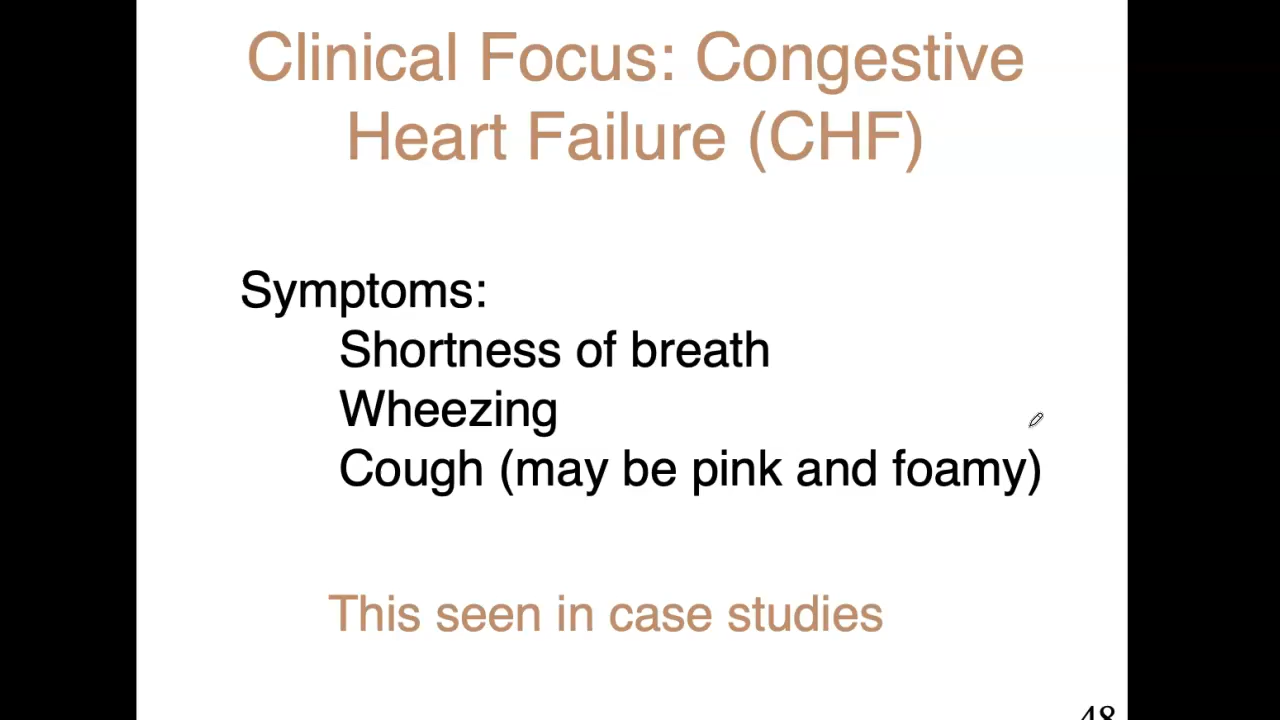 Clinical Focus: Congestive
Heart Failure (CHF)
Symptoms:
Shortness of breath
Wheezing
Cough (may be pink and foamy)
This seen in case studies
48